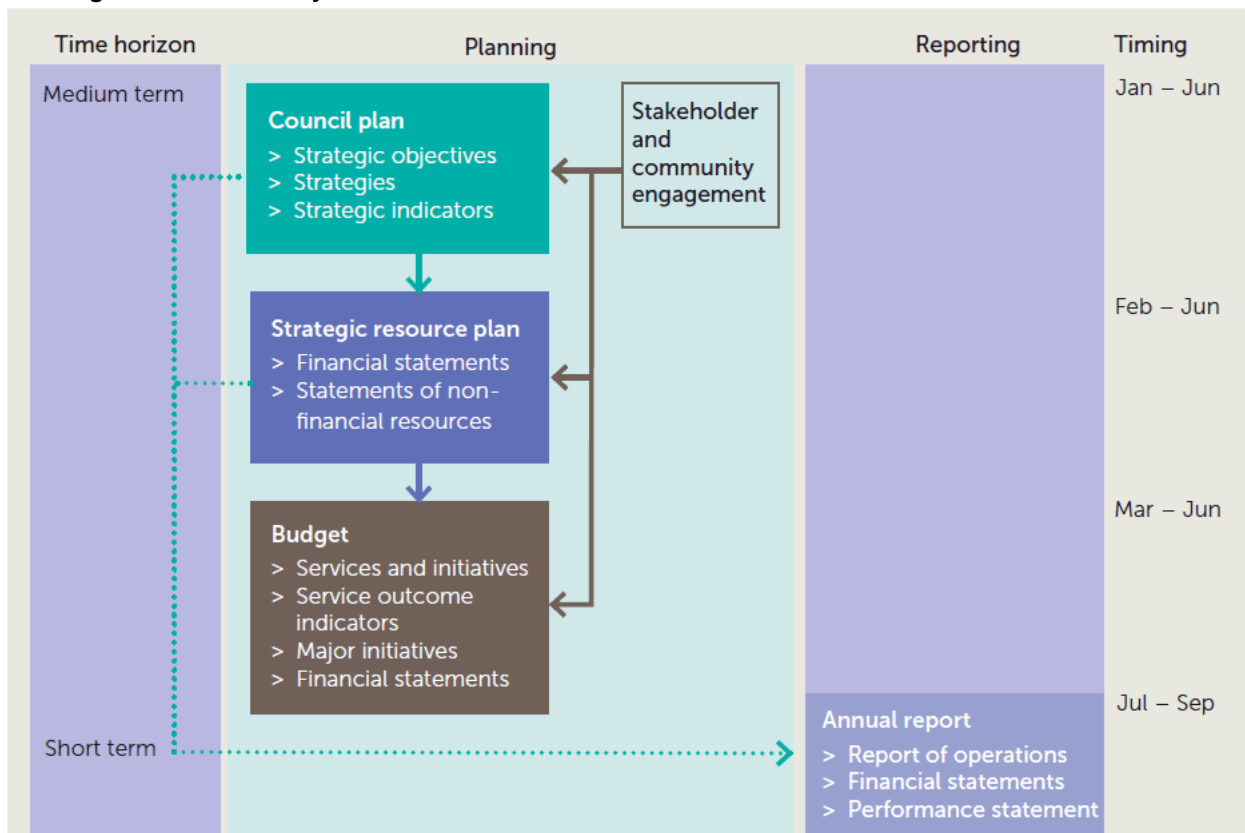 Time horizon
Planning
Reporting
Timing
Medium term
Jan – Jun
Council plan
> Strategic objectives
> Strategies
> Strategic indicators
Stakeholder
and
community
engagement
Feb – Jun
Strategic resource plan
> Financial statements
> Statements of non-
financial resources
Mar – Jun
Budget
> Services and initiatives
> Service outcome
indicators
> Major initiatives
> Financial statements
Jul – Sep
Short term
Annual report
> Report of operations
> Financial statements
> Performance statement